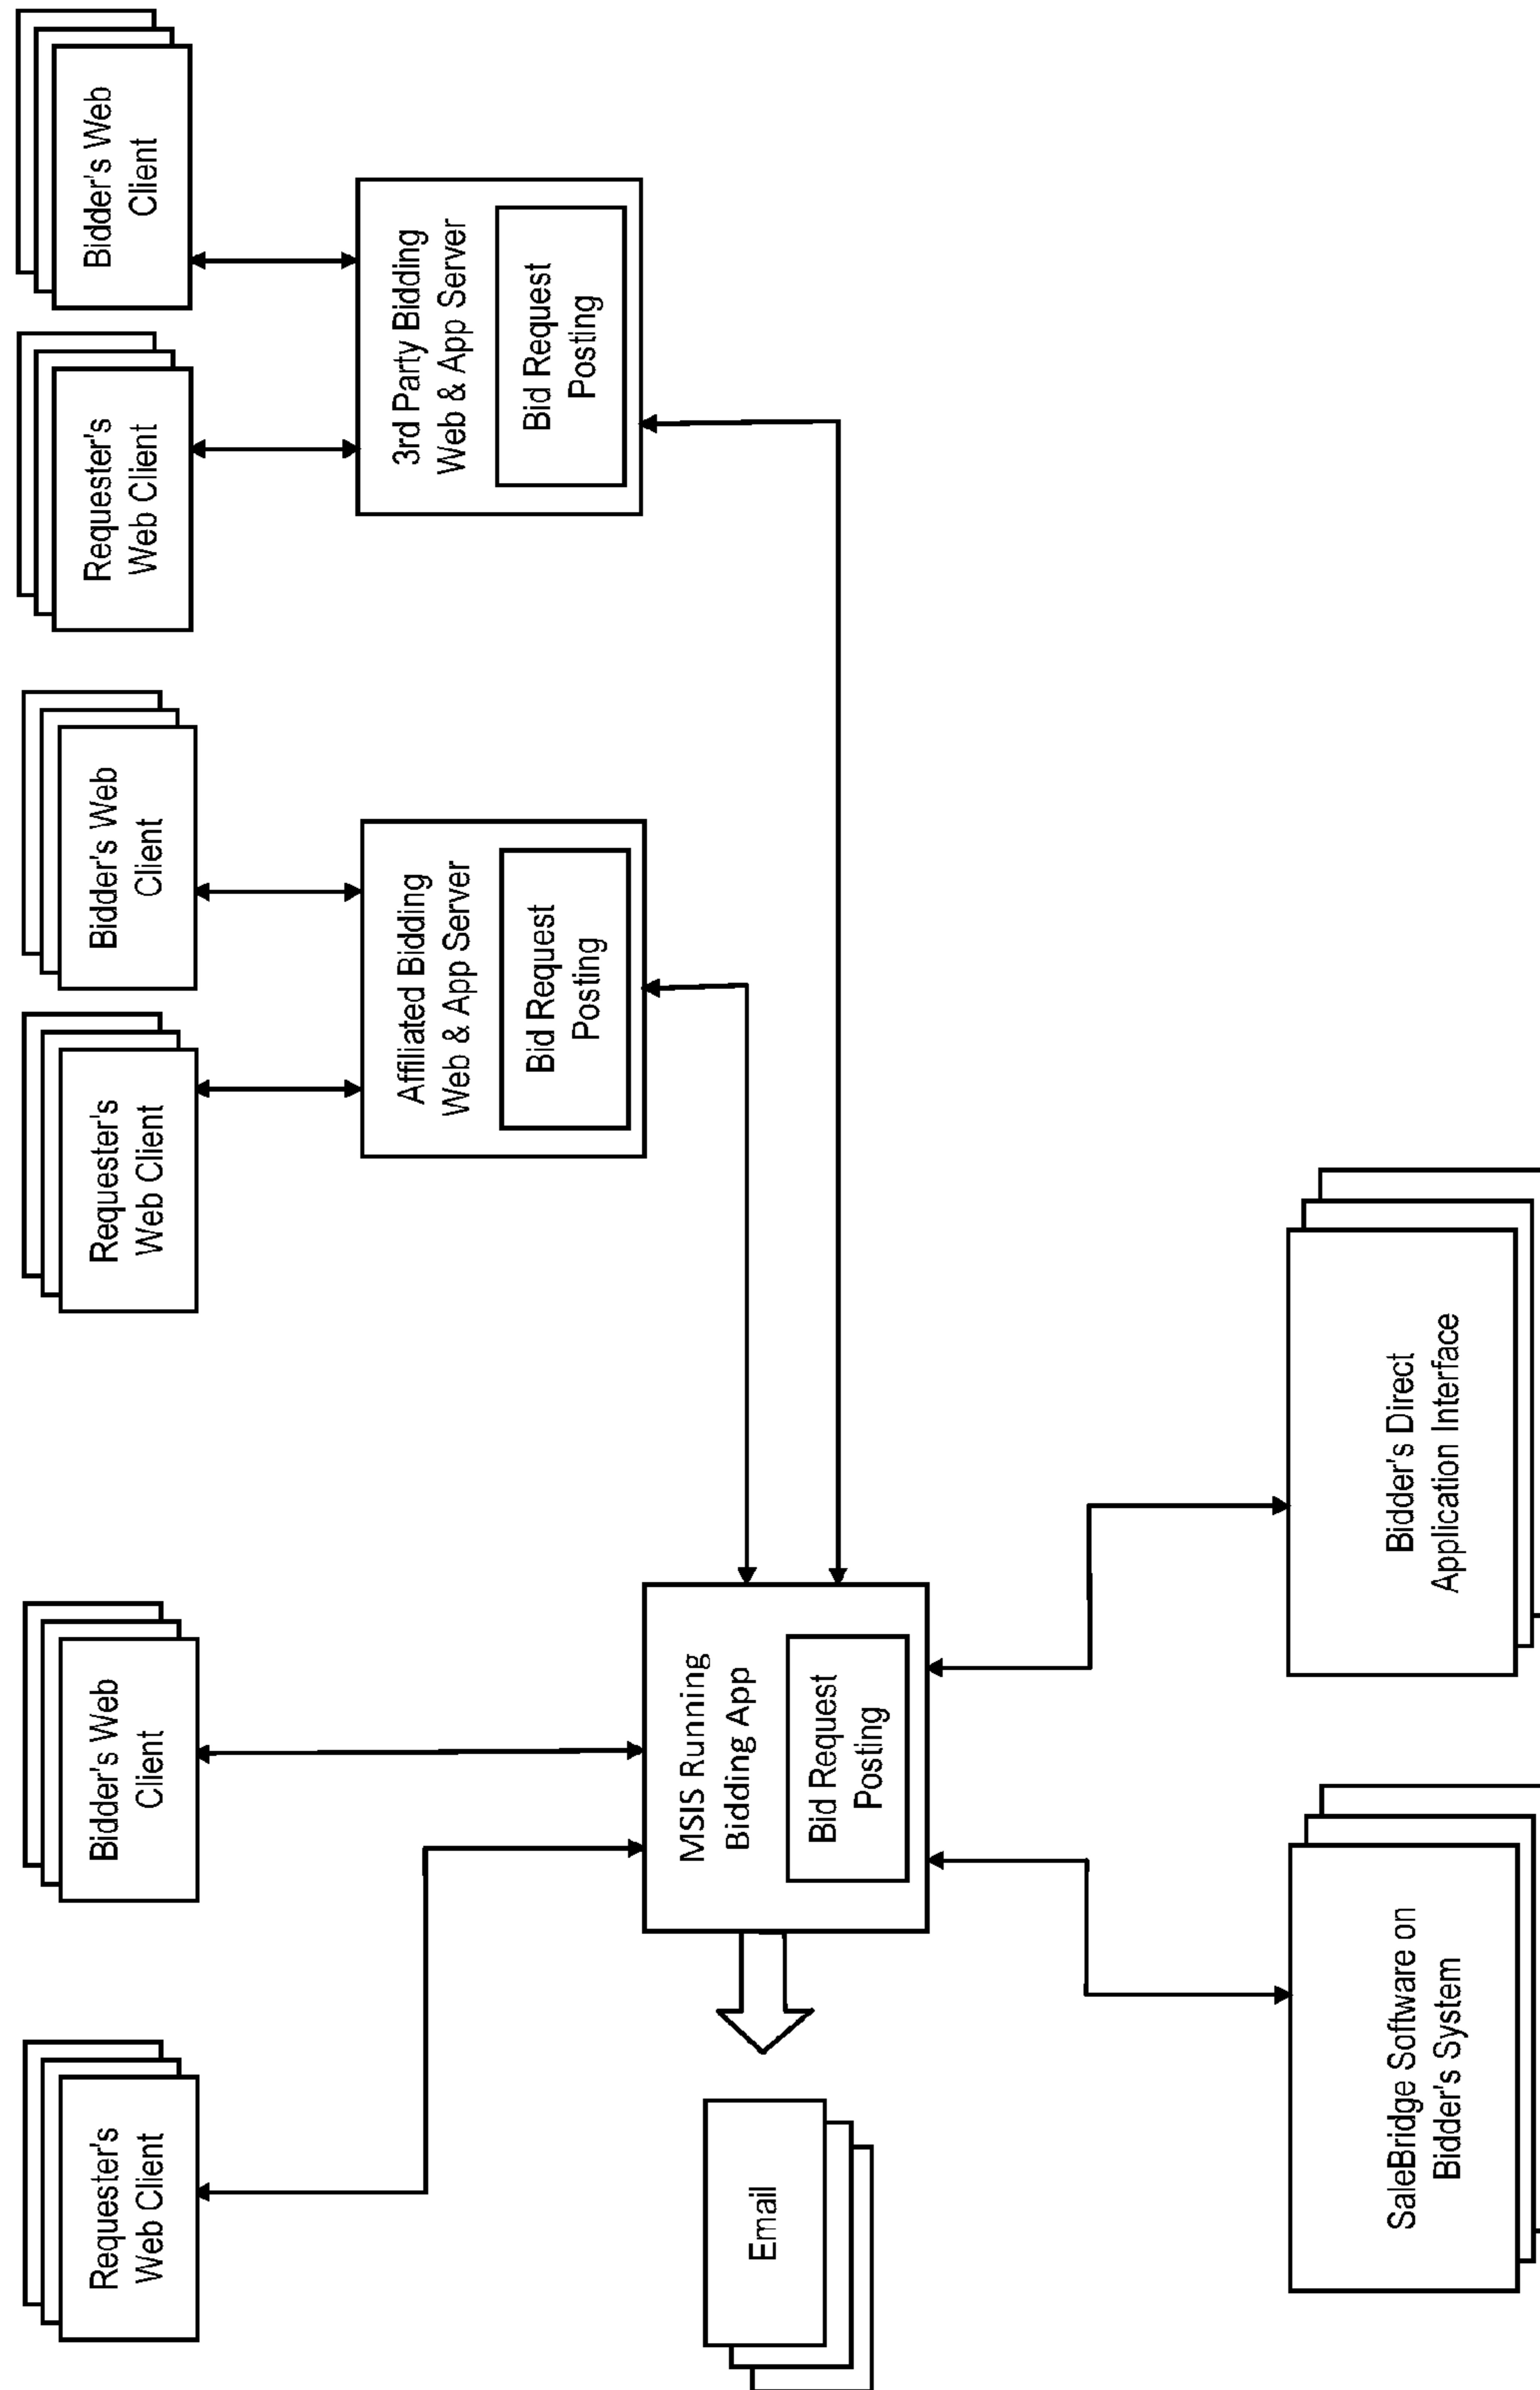 Requester's
Web Client
Bidder's Web
Client
Requester's
Web Client
Bidder's Web
Client
Requester's
Web Client
Bidder's Web
Client
Affiliated Bidding
Web & App Server
Bid Request
Posting
3rd Party Bidding
Web & App Server
Bid Request
Posting
Email
MSIS Running
Bidding App
Bid Request
Posting
SaleBridge Software on
Bidder's System
Bidder's Direct
Application Interface